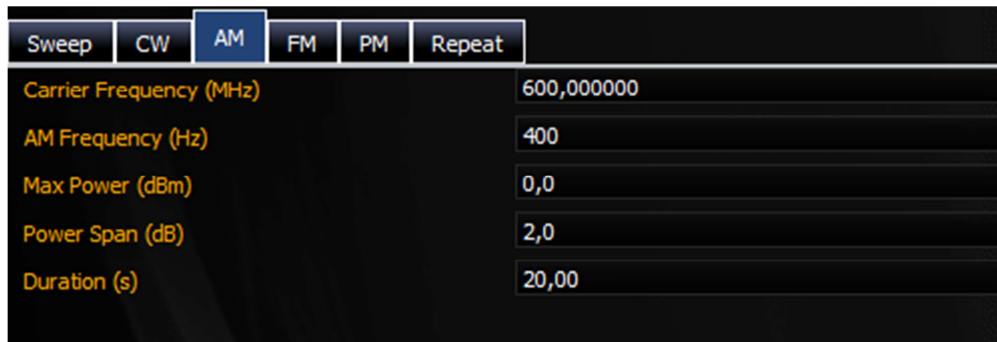 Sweep CW AM FM PM Repeat
Carrier Frequency (MHz) 600,000000
AM Frequency (Hz) 400
Max Power (dBm) 0,0
Power Span (dB) 2,0
Duration (s) 20,00